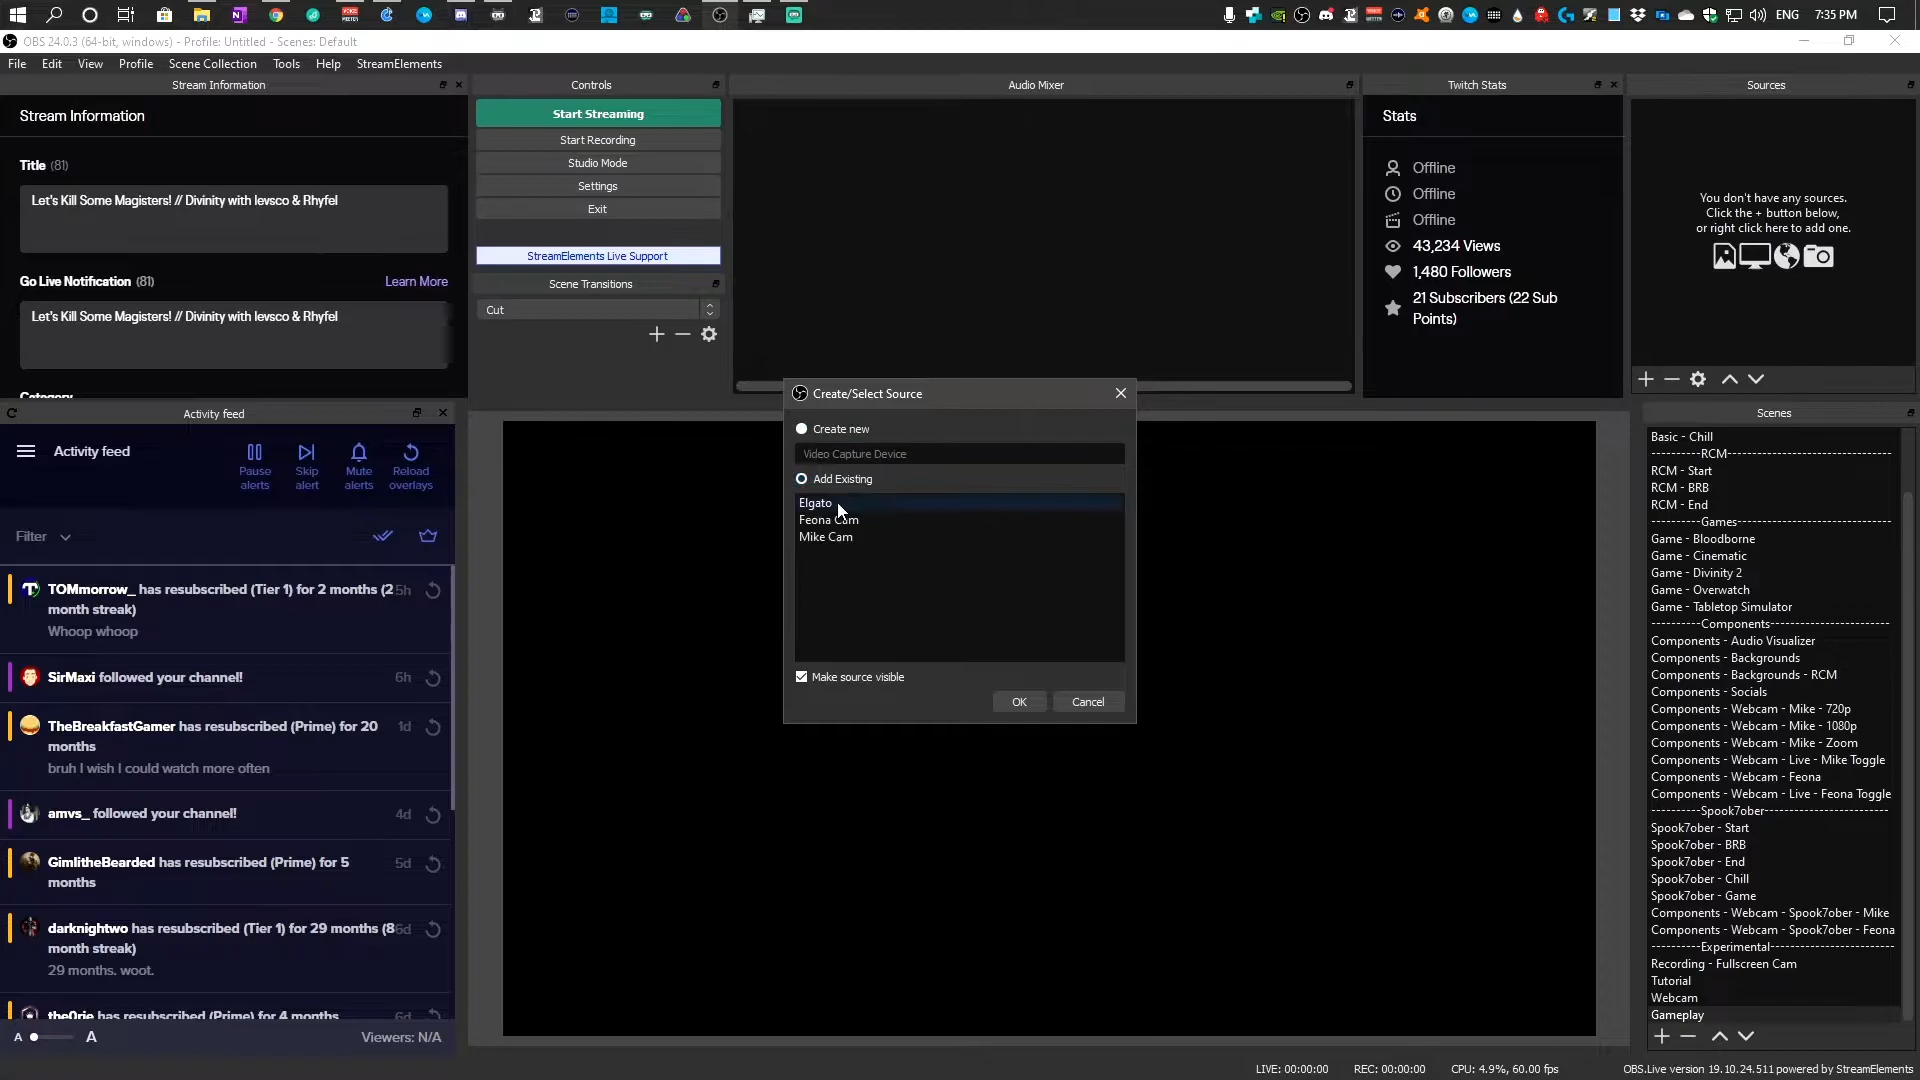 ENG
7:35 PM
OBS 24.0.3 (64-bit, windows) - Profile: Untitled - Scenes: Default
File Edit View Profile Scene Collection Tools Help StreamElements
Stream Information
Stream Information
Title (81)
Let's Kill Some Magisters! // Divinity with levsco & Rhyfel
Go Live Notification (81)
Learn More
Let's Kill Some Magisters! // Divinity with levsco & Rhyfel
Category
Controls
Start Streaming
Start Recording
Studio Mode
Settings
Exit
StreamElements Live Support
Scene Transitions
Cut
Audio Mixer
Twitch Stats
Stats
Offline
Offline
Offline
43,234 Views
1,480 Followers
21 Subscribers (22 Sub
Points)
Sources
You don't have any sources.
Click the + button below,
or right click here to add one.
Activity feed
Activity feed
Pause
alerts
Skip
alert
Mute
alerts
Reload
overlays
Filter
TOMmorrow_ has resubscribed (Tier 1) for 2 months (2
month streak)
5h
Whoop whoop
SirMaxi followed your channel!
6h
TheBreakfastGamer has resubscribed (Prime) for 20
months
1d
bruh I wish I could watch more often
amvs_ followed your channel!
4d
GimlitheBearded has resubscribed (Prime) for 5
months
5d
darknightwo has resubscribed (Tier 1) for 29 months (8
month streak)
6d
29 months. woot.
the0rie has resubscribed (Prime) for 4 months
6d
A A
Viewers: N/A
Create/Select Source
Create new
Video Capture Device
Add Existing
Elgato
Feona Cam
Mike Cam
Make source visible
OK
Cancel
Scenes
Basic - Chill
----------RCM----------
RCM - Start
RCM - BRB
RCM - End
----------Games----------
Game - Bloodborne
Game - Cinematic
Game - Divinity 2
Game - Overwatch
Game - Tabletop Simulator
----------Components----------
Components - Audio Visualizer
Components - Backgrounds
Components - Backgrounds - RCM
Components - Socials
Components - Webcam - Mike - 720p
Components - Webcam - Mike - 1080p
Components - Webcam - Mike - Zoom
Components - Webcam - Live - Mike Toggle
Components - Webcam - Feona
Components - Webcam - Live - Feona Toggle
----------Spook7ober----------
Spook7ober - Start
Spook7ober - BRB
Spook7ober - End
Spook7ober - Chill
Spook7ober - Game
Components - Webcam - Spook7ober - Mike
Components - Webcam - Spook7ober - Feona
----------Experimental----------
Recording - Fullscreen Cam
Tutorial
Webcam
Gameplay
LIVE: 00:00:00
REC: 00:00:00
CPU: 4.9%, 60.00 fps
OBS.Live version 19.10.24.511 powered by StreamElements